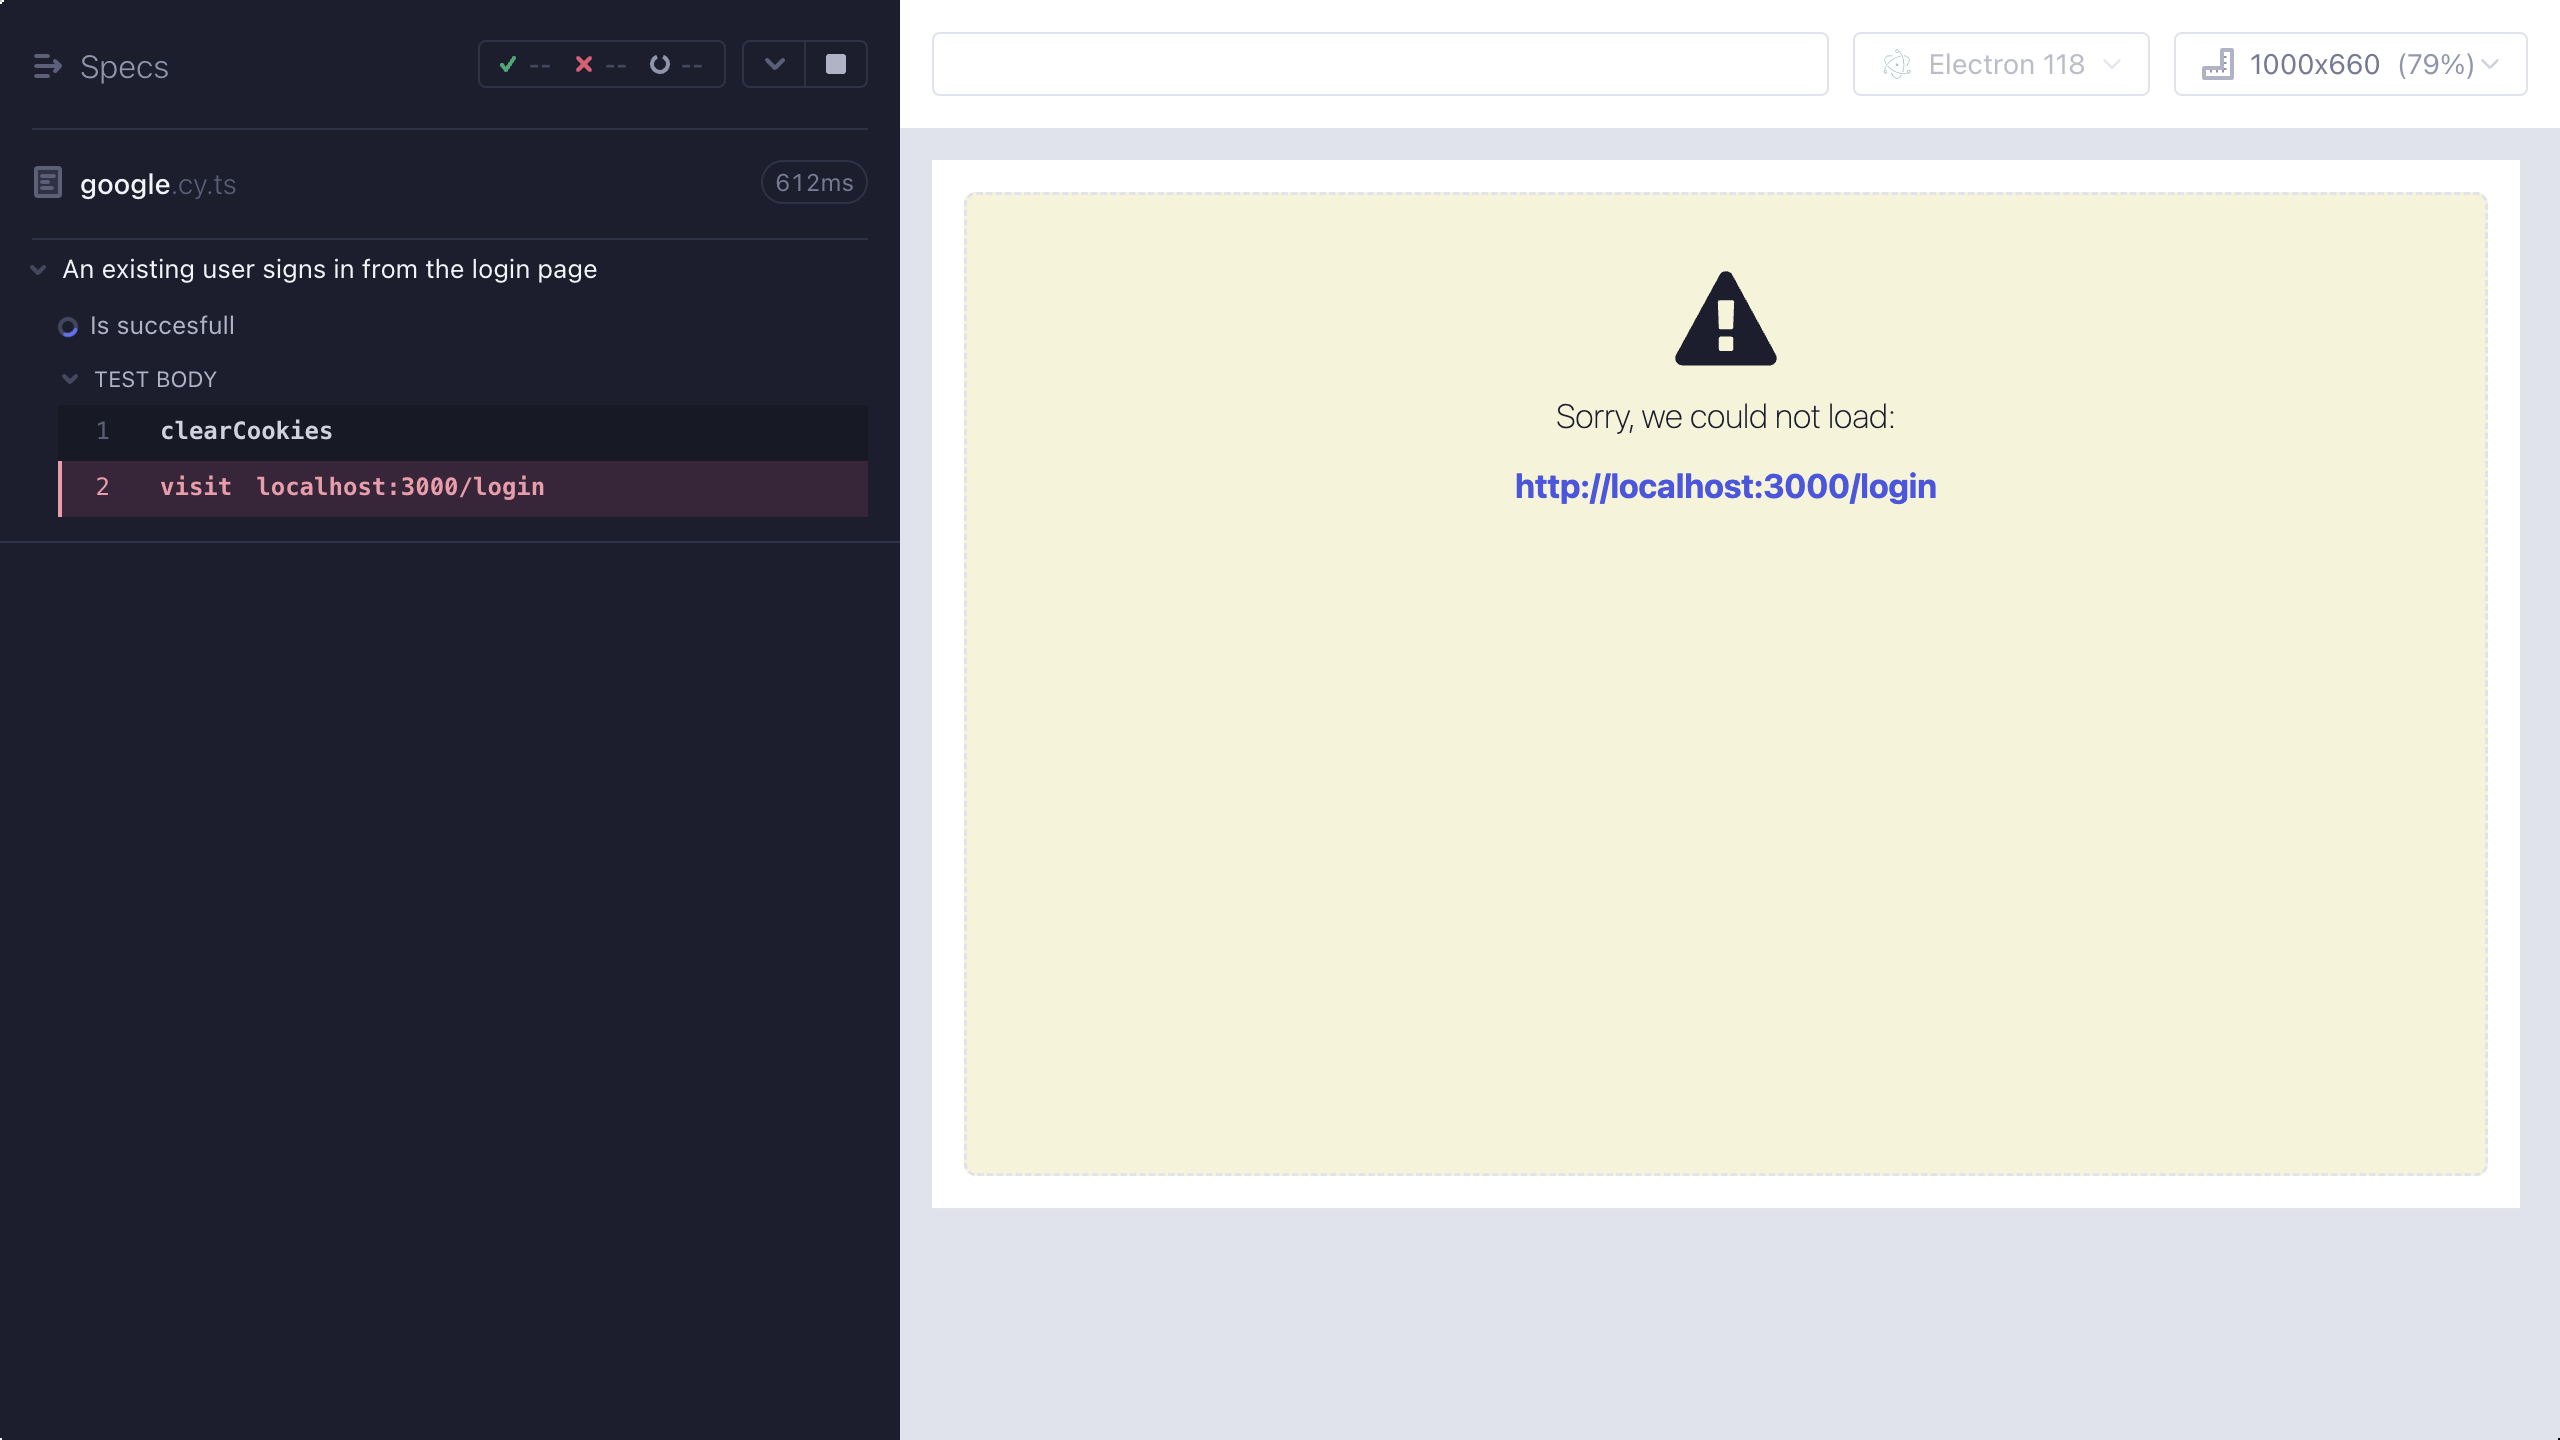 Specs
-- -- --
Electron 118
1000x660 (79%)
google.cy.ts
612ms
An existing user signs in from the login page
Is succesfull
TEST BODY
1 clearCookies
2 visit localhost:3000/login
Sorry, we could not load:
http://localhost:3000/login